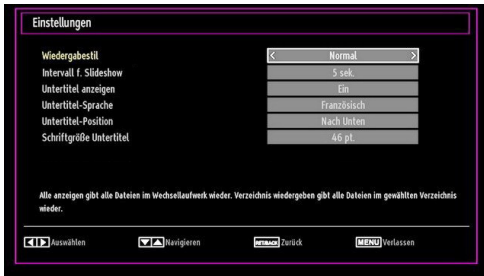 Einstellungen
Wiedergabestil < Normal >
Intervall f. Slideshow 5 sek.
Untertitel anzeigen Ein
Untertitel-Sprache Französisch
Untertitel-Position Nach Unten
Schriftgröße Untertitel 46 pt.
Alle anzeigen gibt alle Dateien im Wechsellaufwerk wieder. Verzeichnis wiedergeben gibt alle Dateien im gewählten Verzeichnis
wieder.
Auswählen Navigieren Zurück MENU Verlassen